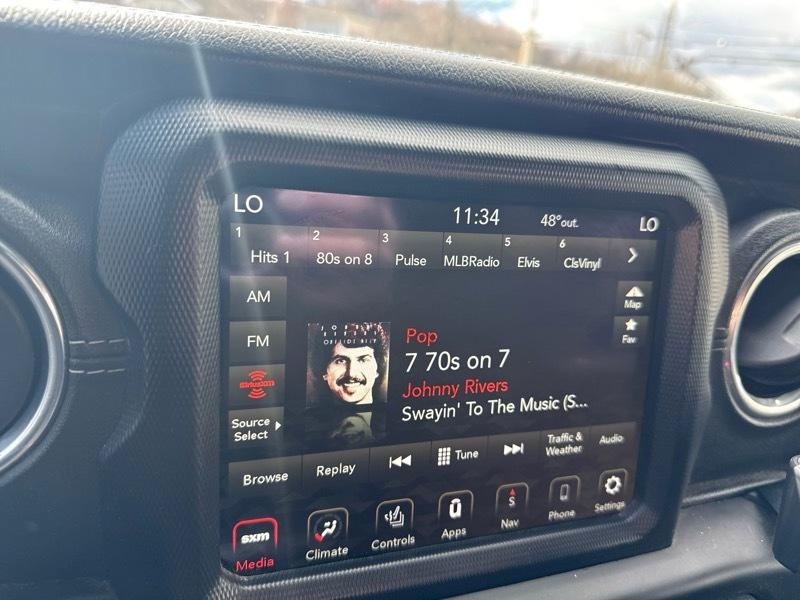 LO 11:34 48°out. LO
1 2 3 4 5 6
Hits 1 80s on 8 Pulse MLBRadio Elvis ClsVinyl
AM
FM
siriusxm
Source
Select
Map
Fav
Pop
7 70s on 7
Johnny Rivers
Swayin' To The Music (S...
Browse Replay Tune Traffic &
Weather Audio
sxm S
Media Climate Controls Apps Nav Phone Settings